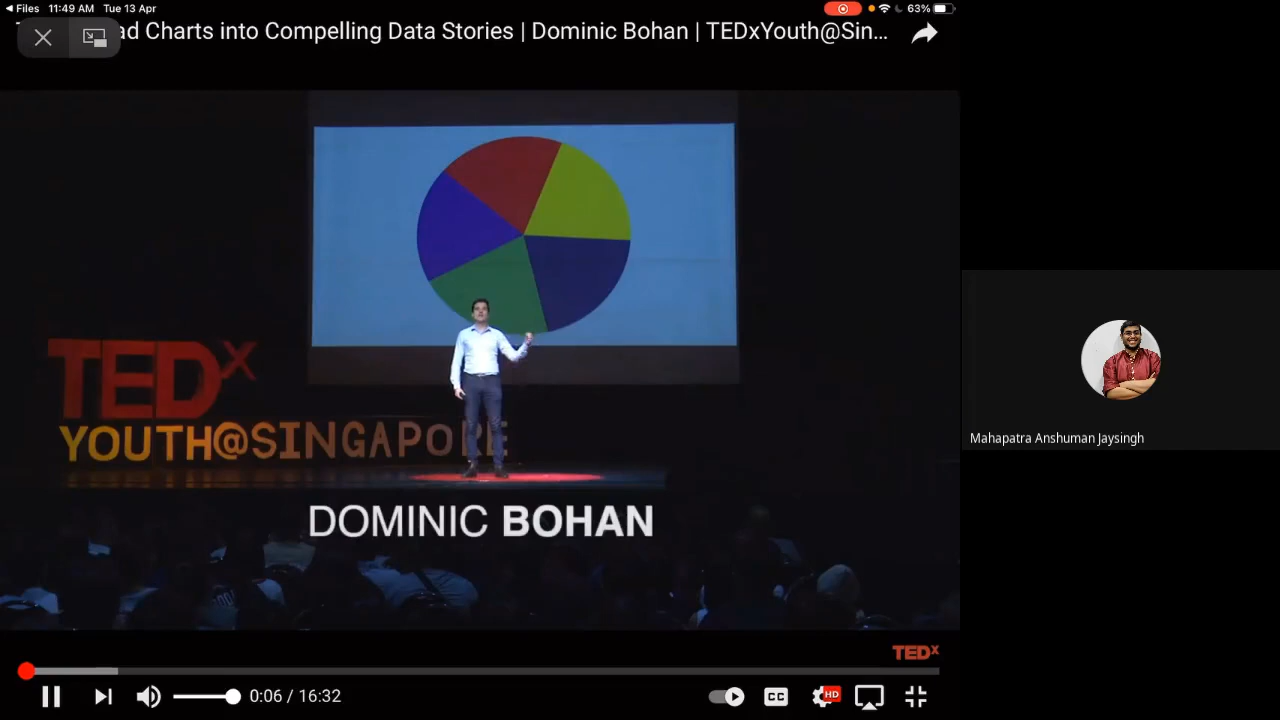 Files 11:49 AM Tue 13 Apr 63%
ad Charts into Compelling Data Stories | Dominic Bohan | TEDxYouth@Sin...
TEDx
YOUTH@SINGAPORE
DOMINIC BOHAN
Mahapatra Anshuman Jaysingh
TEDx
0:06 / 16:32
CC
HD